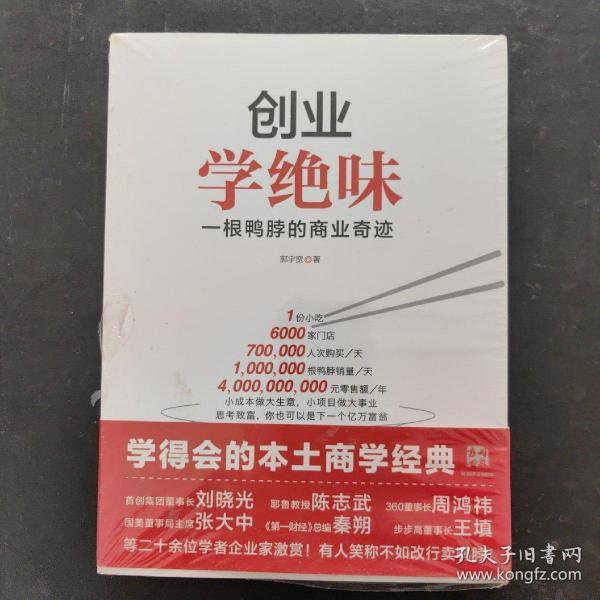 创业
学绝味
一根鸭脖的商业奇迹
郭宇宽◎著
1份小吃
6000家门店
700,000人次购买/天
1,000,000根鸭脖销量/天
4,000,000,000元零售额/年
小成本做大生意,小项目做大事业
思考致富,你也可以是下一个亿万富翁
学得会的本土商学经典
首创集团董事长刘晓光 耶鲁教授陈志武 360董事长周鸿祎
国美董事局主席张大中 《第一财经》总编秦朔 步步高董事长王填
等二十余位学者企业家激赏!有人笑称不如改行卖
孔夫子旧书网
www.kongfz.com